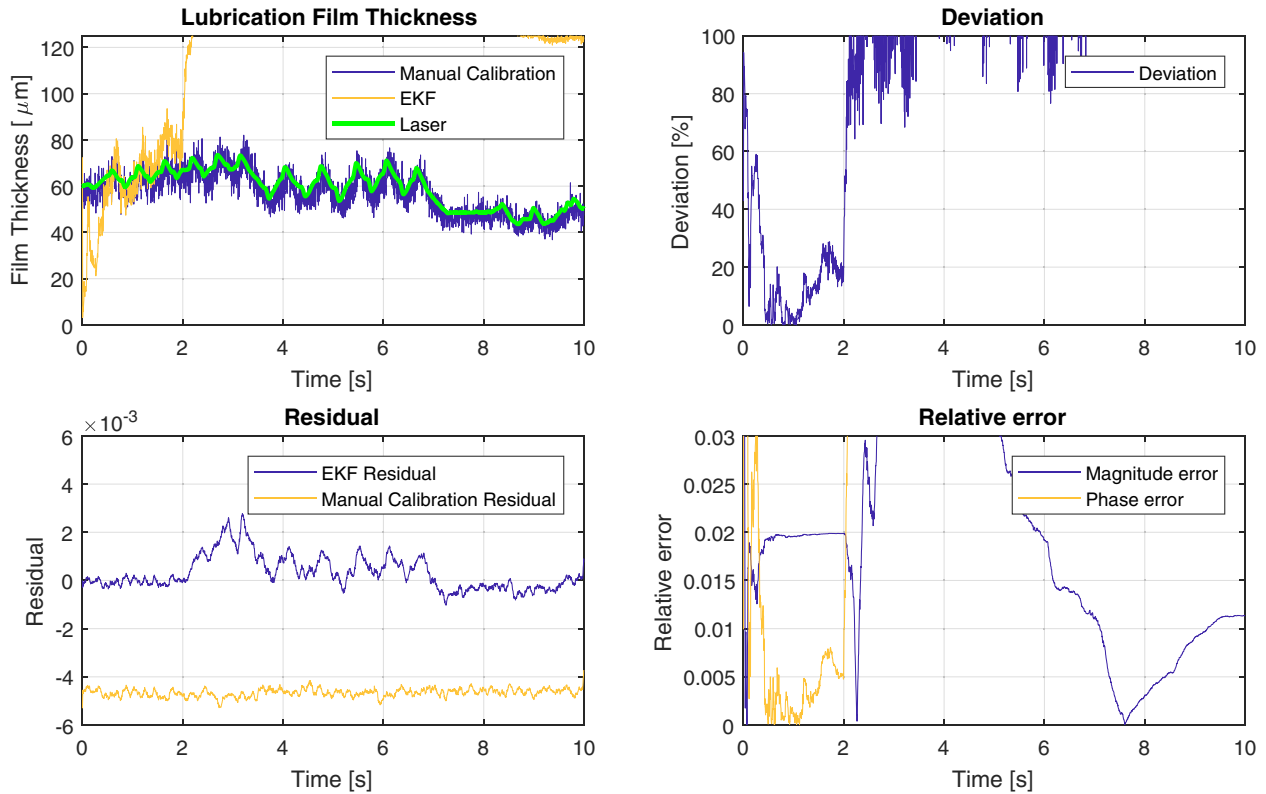 Lubrication Film Thickness
Film Thickness [ μm]
120
100
80
60
40
20
0
Manual Calibration
EKF
Laser
0 2 4 6 8 10
Time [s]
Deviation
Deviation [%]
100
80
60
40
20
0
Deviation
0 2 4 6 8 10
Time [s]
Residual
×10-3
Residual
6
4
2
0
-2
-4
-6
EKF Residual
Manual Calibration Residual
0 2 4 6 8 10
Time [s]
Relative error
Relative error
0.03
0.025
0.02
0.015
0.01
0.005
0
Magnitude error
Phase error
0 2 4 6 8 10
Time [s]